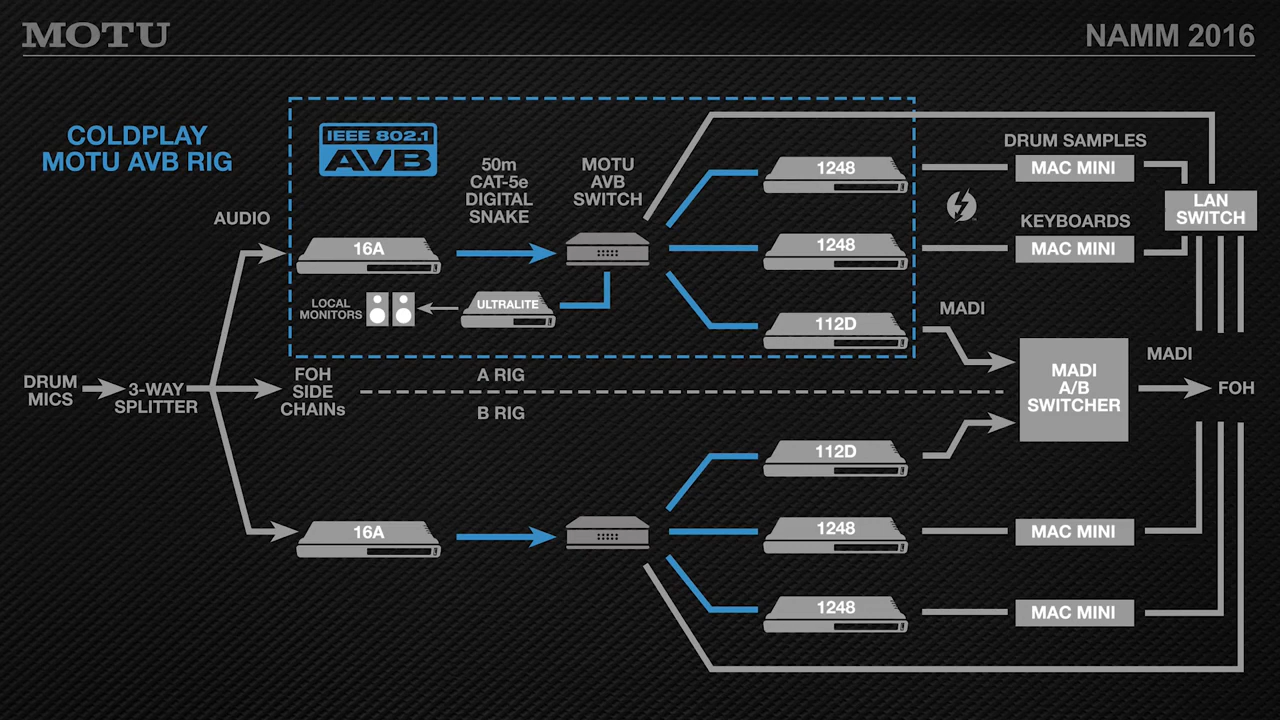 MOTU
NAMM 2016
COLDPLAY
MOTU AVB RIG
IEEE 802.1
AVB
50m
CAT-5e
DIGITAL
SNAKE
MOTU
AVB
SWITCH
1248
DRUM SAMPLES
MAC MINI
LAN
SWITCH
AUDIO
16A
1248
KEYBOARDS
MAC MINI
LOCAL
MONITORS
ULTRALITE
112D
MADI
DRUM
MICS
3-WAY
SPLITTER
FOH
SIDE
CHAINs
A RIG
B RIG
MADI
A/B
SWITCHER
MADI
FOH
112D
16A
1248
MAC MINI
1248
MAC MINI